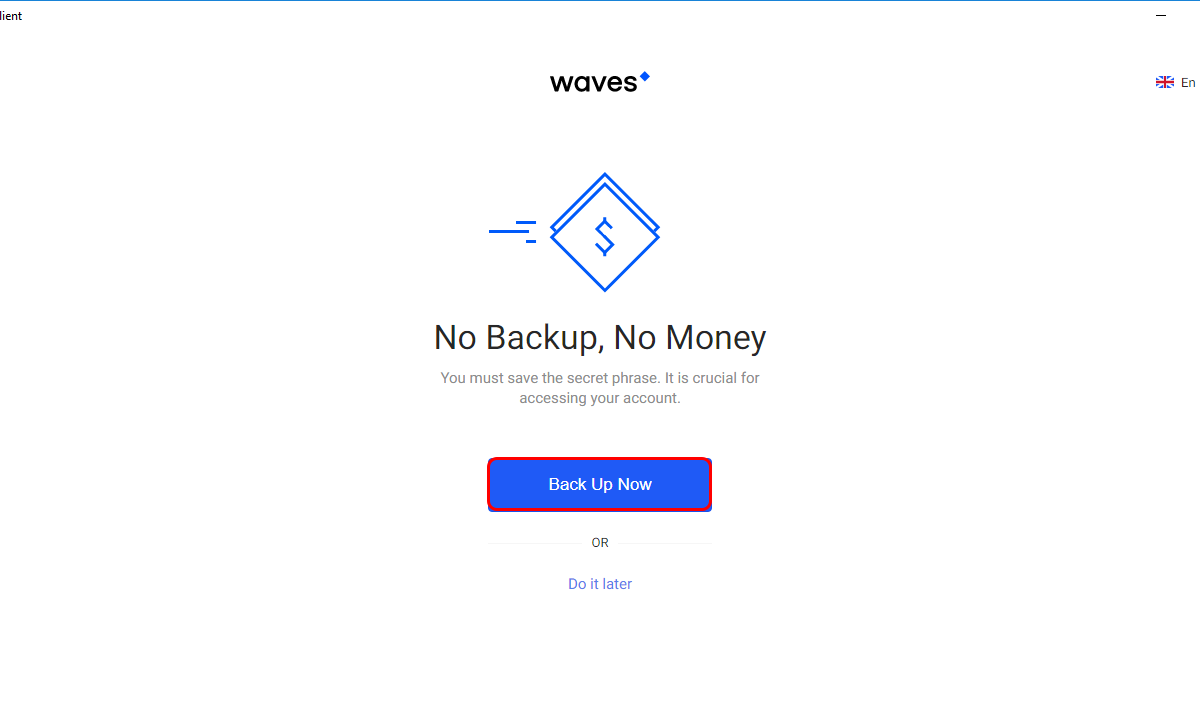 lient
waves
En
$
No Backup, No Money
You must save the secret phrase. It is crucial for
accessing your account.
Back Up Now
OR
Do it later